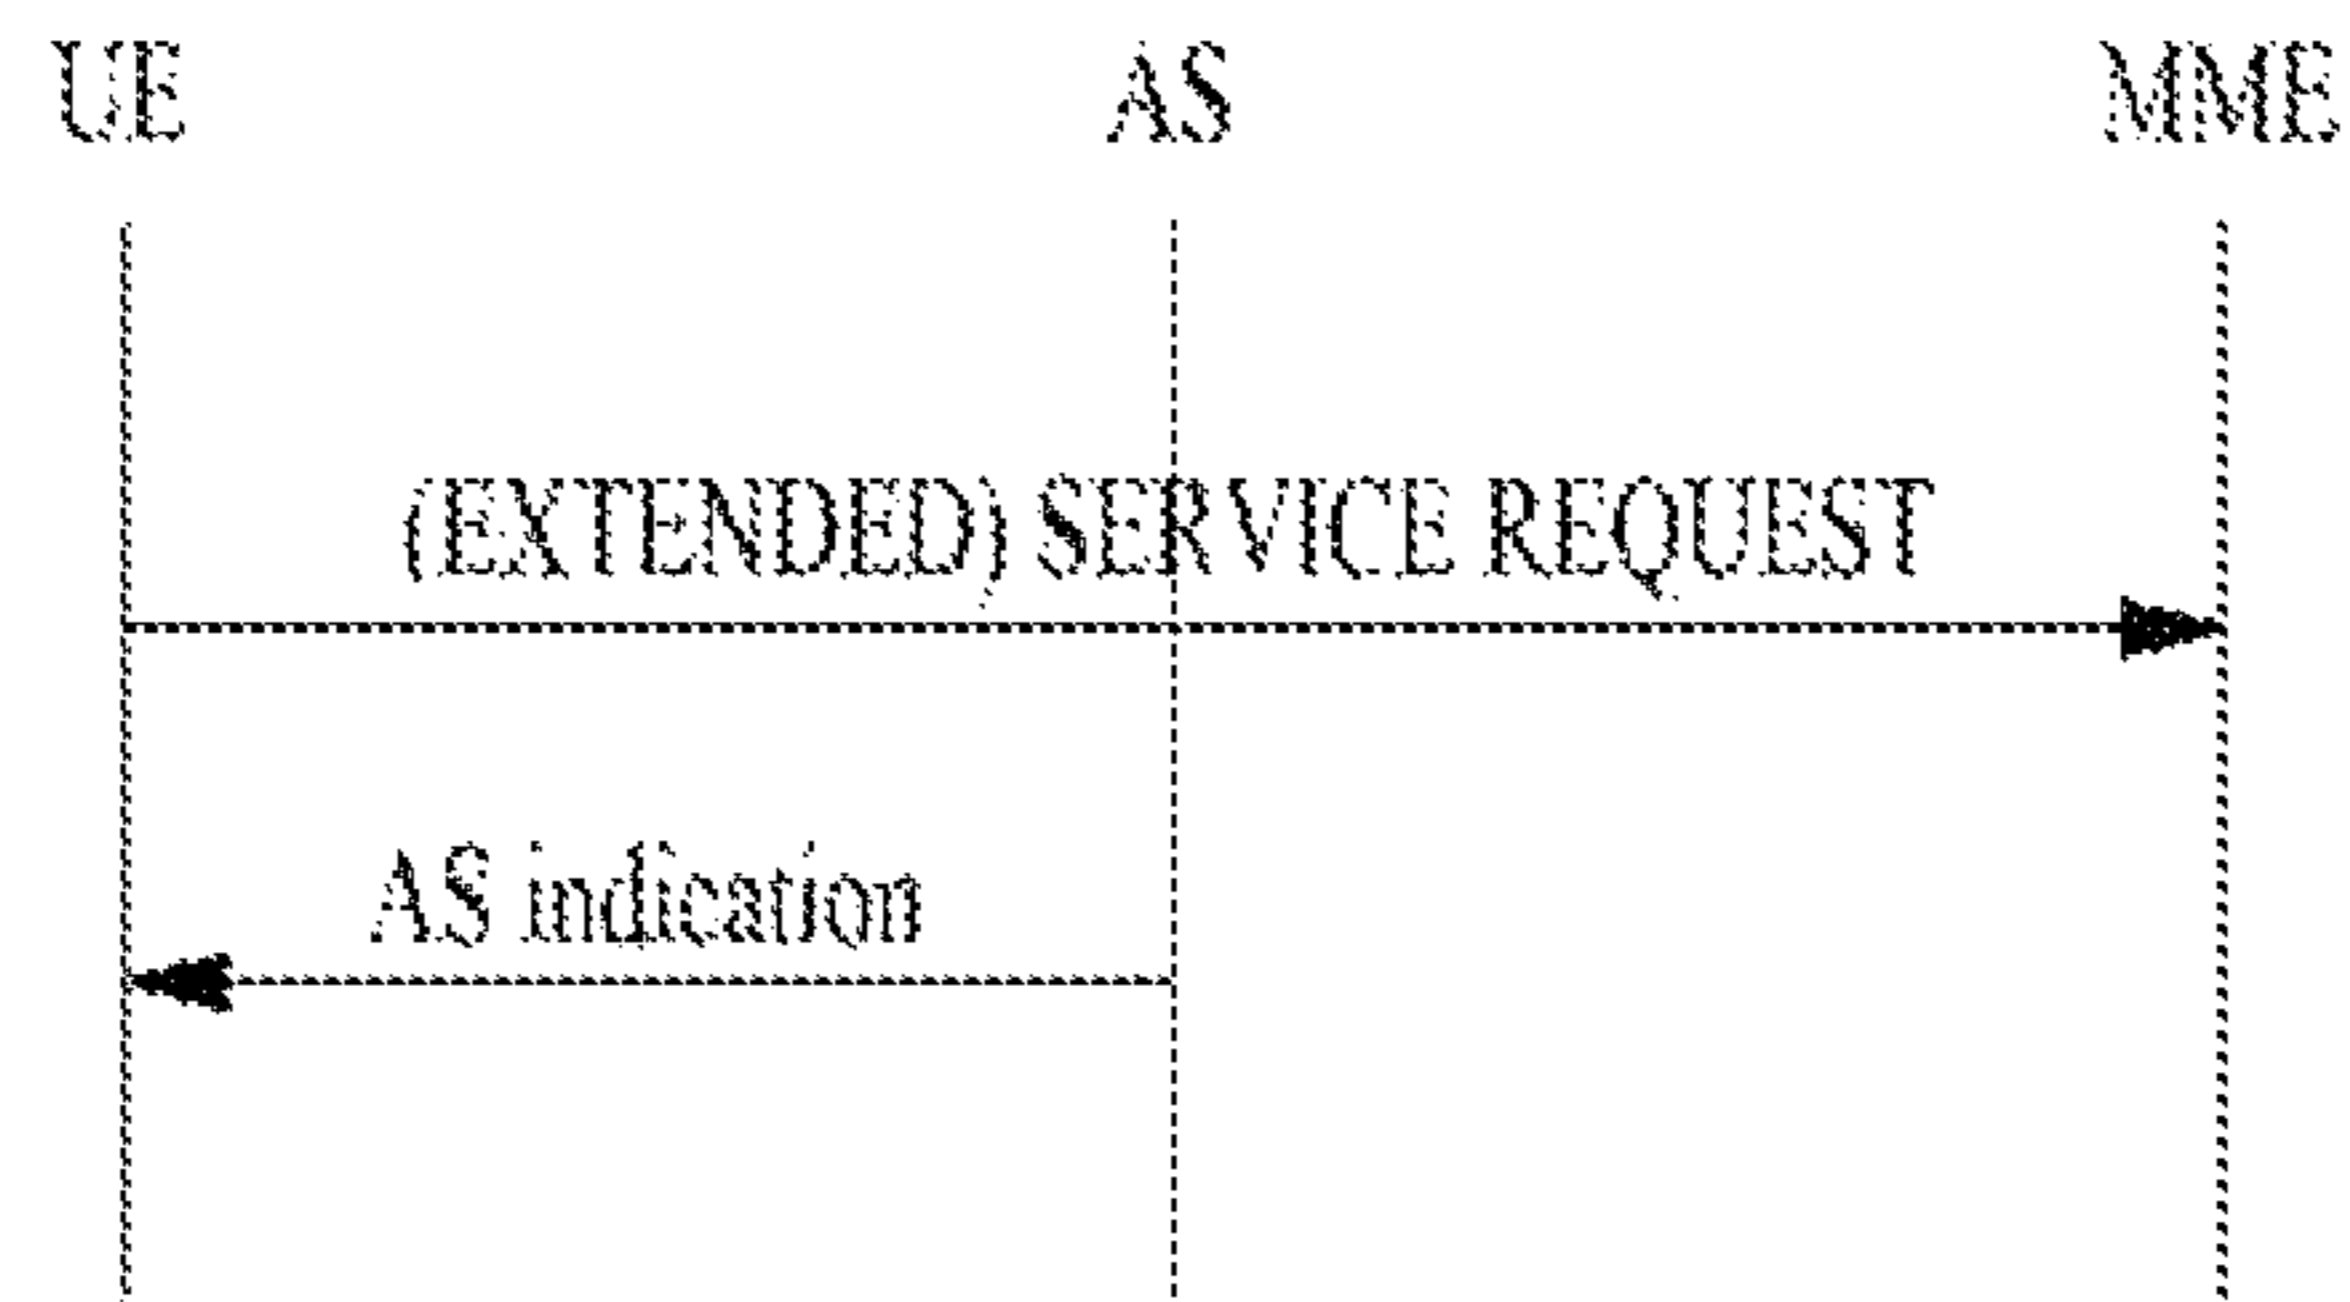 UE AS MME
(EXTENDED) SERVICE REQUEST
AS indication